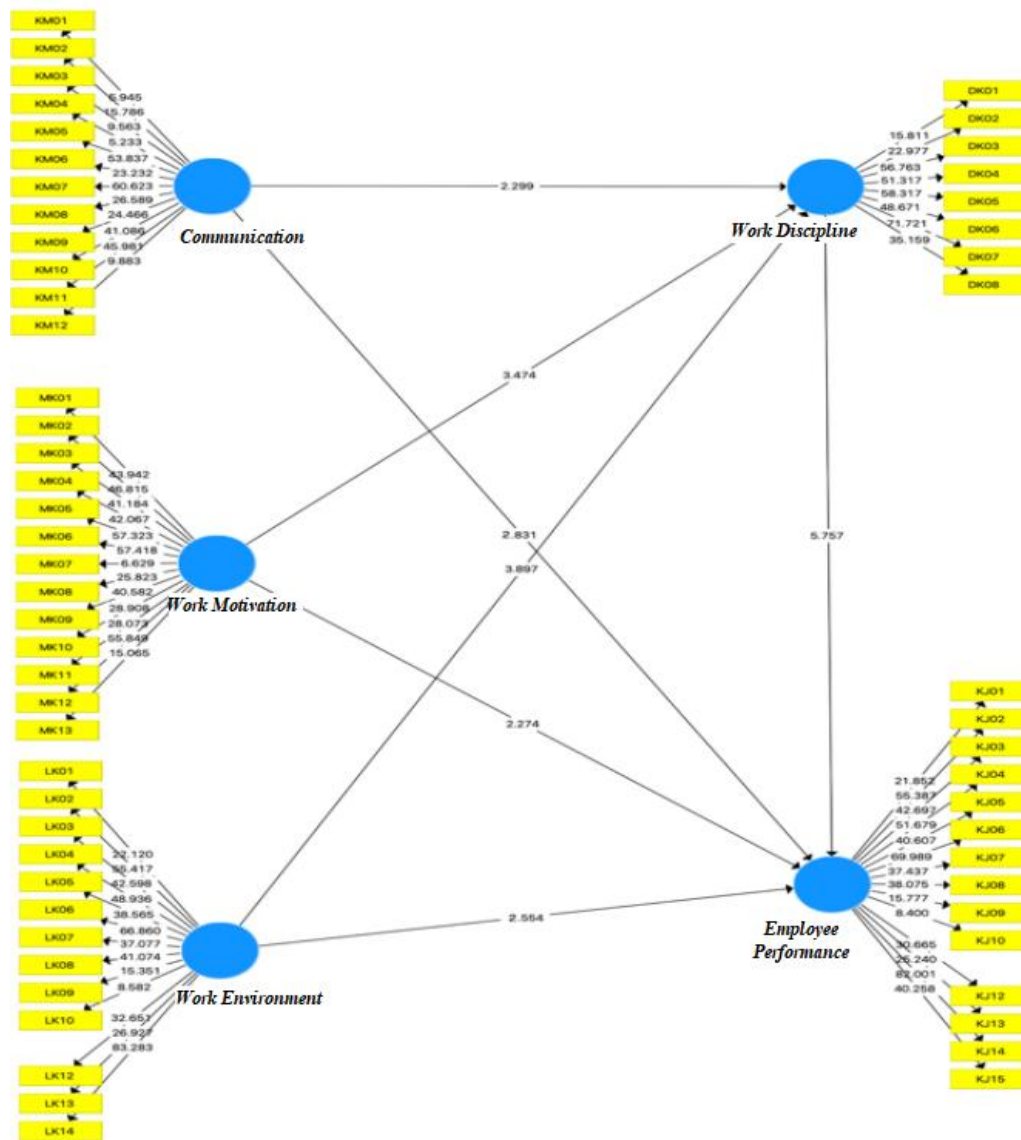 KM01
KM02
KM03
KM04
KM05
KM06
KM07
KM08
KM09
KM10
KM11
KM12
5.945
15.786
9.563
5.233
53.837
23.232
60.623
26.589
24.466
41.086
45.981
9.883
Communication
2.299
Work Discipline
DK01
DK02
DK03
DK04
DK05
DK06
DK07
DK08
15.811
22.977
56.763
51.317
58.317
48.671
71.721
35.159
3.474
2.831
3.897
5.757
MK01
MK02
MK03
MK04
MK05
MK06
MK07
MK08
MK09
MK10
MK11
MK12
MK13
43.942
46.815
41.184
42.067
57.323
57.418
6.629
25.823
40.582
28.908
28.073
55.849
15.065
Work Motivation
2.274
LK01
LK02
LK03
LK04
LK05
LK06
LK07
LK08
LK09
LK10
LK12
LK13
LK14
22.120
55.417
42.598
48.936
38.565
66.860
37.077
41.074
15.351
8.582
32.651
26.927
83.283
Work Environment
2.554
Employee
Performance
KJ01
KJ02
KJ03
KJ04
KJ05
KJ06
KJ07
KJ08
KJ09
KJ10
KJ12
KJ13
KJ14
KJ15
21.852
55.387
42.697
51.679
40.607
69.989
37.437
38.075
15.777
8.400
30.665
25.240
82.001
40.258